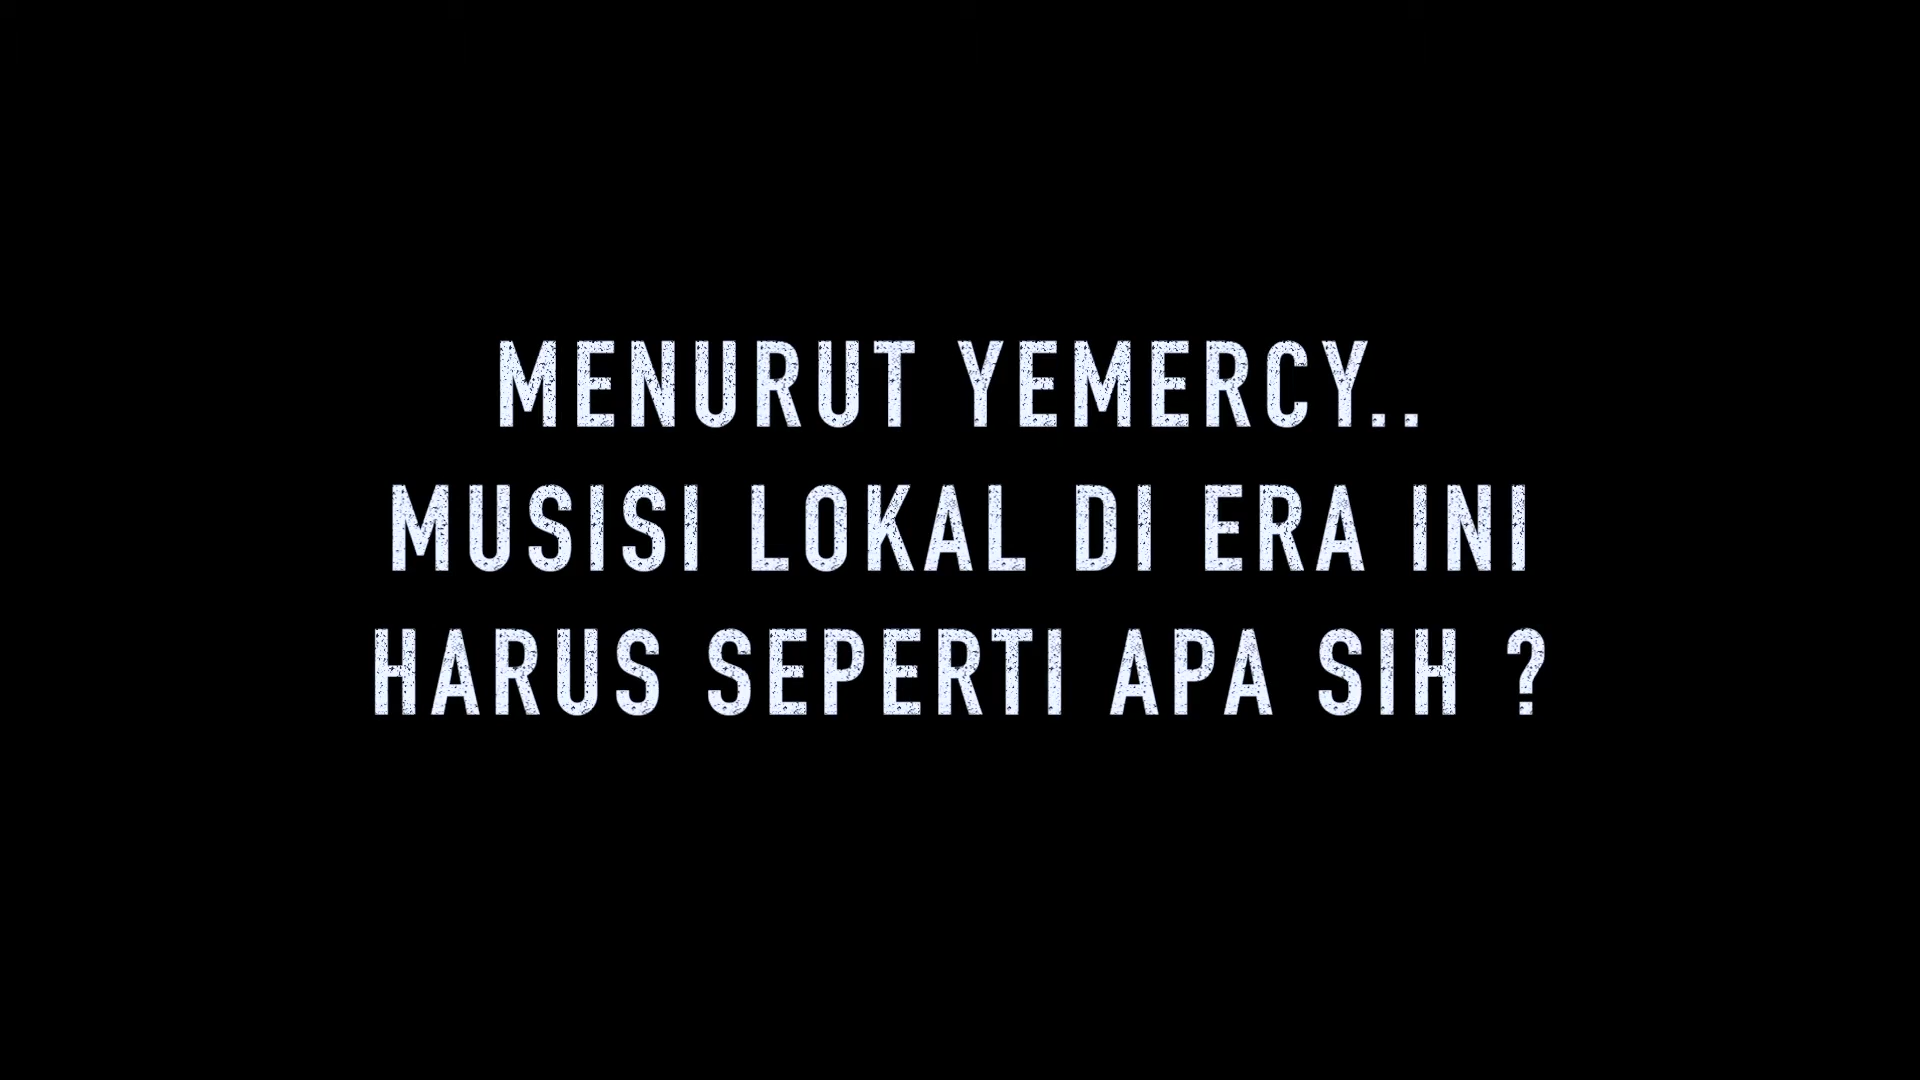 MENURUT YEMERCY..
MUSISI LOKAL DI ERA INI
HARUS SEPERTI APA SIH ?